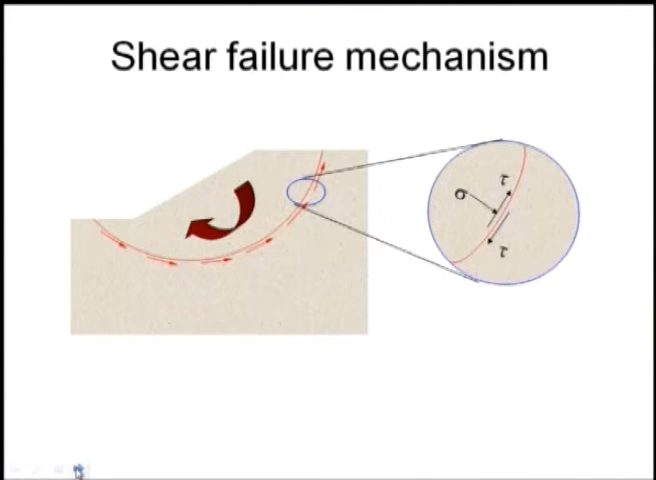 Shear failure mechanism
τ
σ
τ